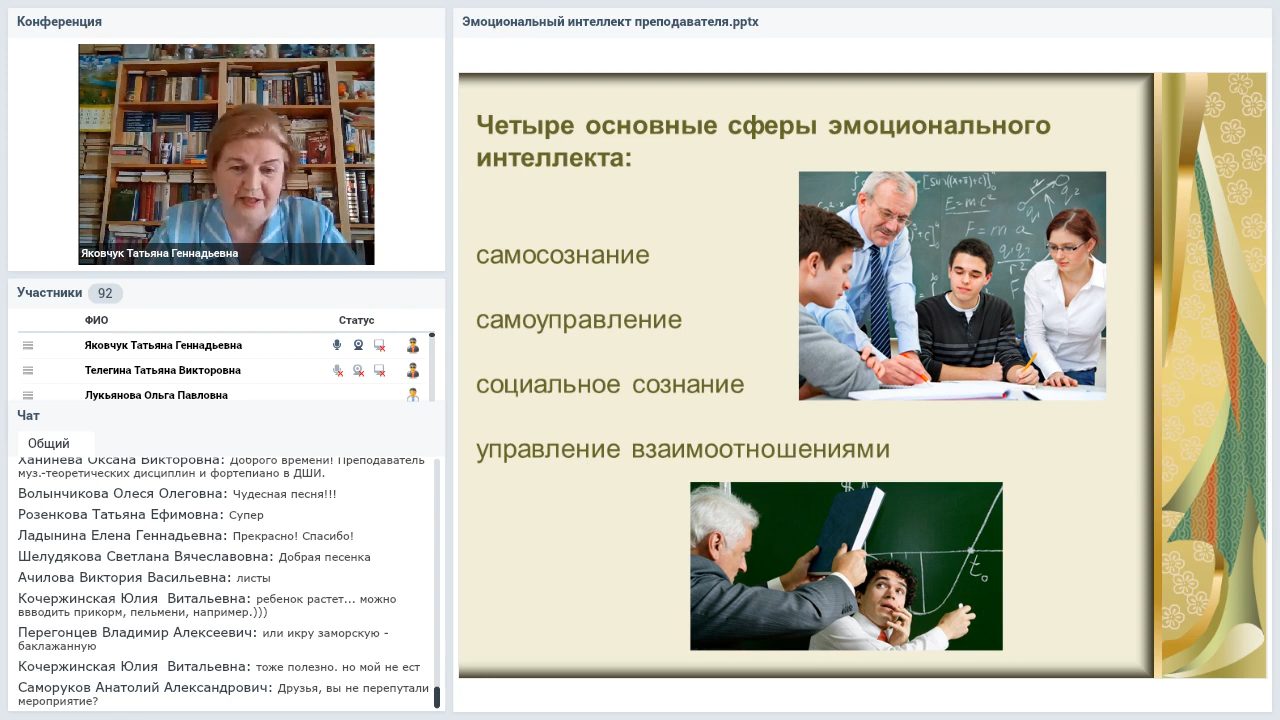 Конференция
Яковчук Татьяна Геннадьевна
Участники 92
ФИО Статус
Яковчук Татьяна Геннадьевна
Телегина Татьяна Викторовна
Лукьянова Ольга Павловна
Чат
Общий
Ханинева Оксана Викторовна: Доброго времени! Преподаватель
муз.-теоретических дисциплин и фортепиано в ДШИ.
Волынчикова Олеся Олеговна: Чудесная песня!!!
Розенкова Татьяна Ефимовна: Супер
Ладынина Елена Геннадьевна: Прекрасно! Спасибо!
Шелудякова Светлана Вячеславовна: Добрая песенка
Ачилова Виктория Васильевна: листы
Кочержинская Юлия Витальевна: ребенок растет... можно
ввводить прикорм, пельмени, например.)))
Перегонцев Владимир Алексеевич: или икру заморскую -
баклажанную
Кочержинская Юлия Витальевна: тоже полезно. но мой не ест
Саморуков Анатолий Александрович: Друзья, вы не перепутали
мероприятие?
Эмоциональный интеллект преподавателя.pptx
Четыре основные сферы эмоционального
интеллекта:
самосознание
самоуправление
социальное сознание
управление взаимоотношениями
E=mc²
F=ma
t₀